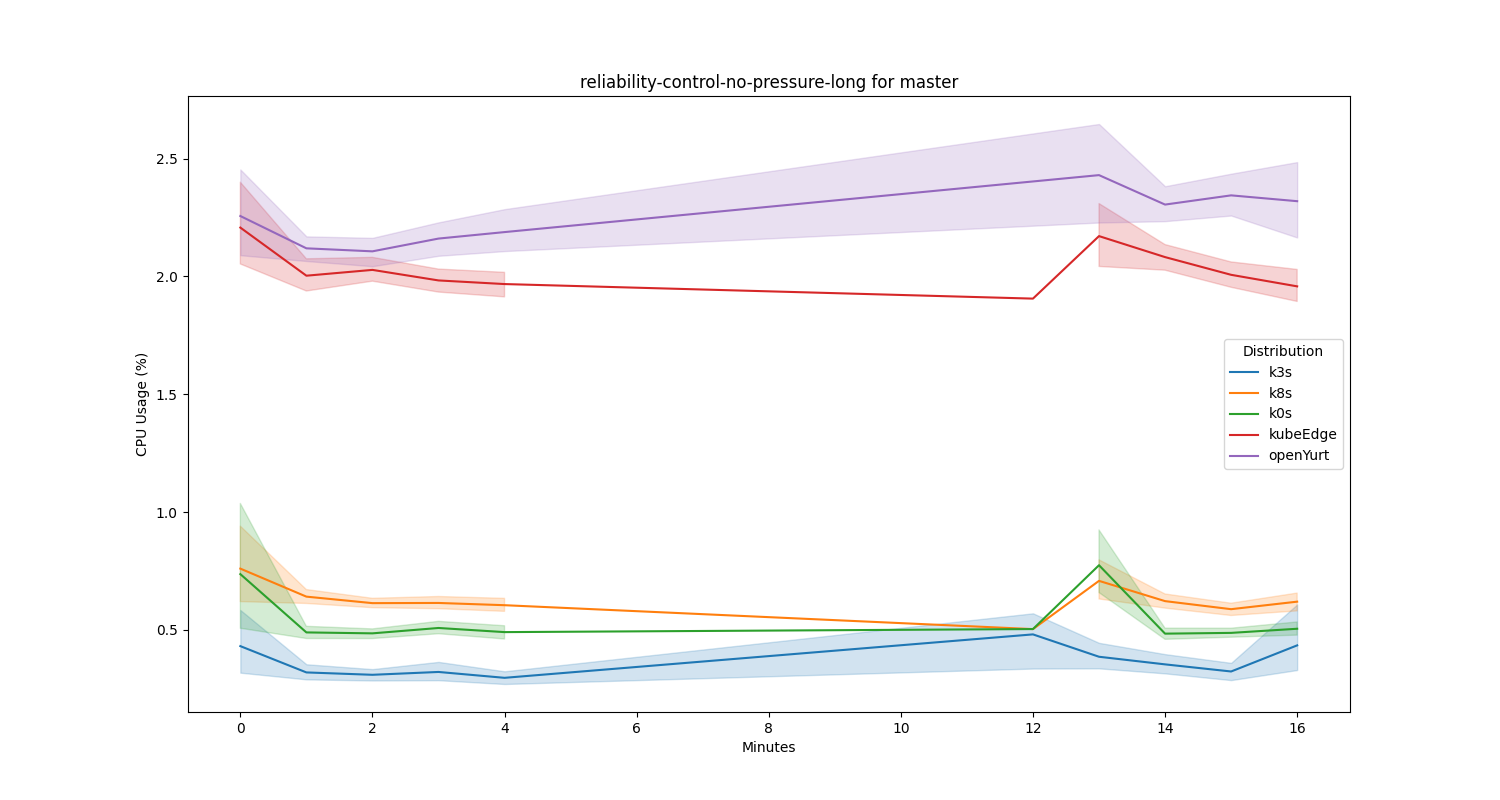 reliability-control-no-pressure-long for master
CPU Usage (%)
2.5
2.0
1.5
1.0
0.5
Distribution
k3s
k8s
k0s
kubeEdge
openYurt
0 2 4 6 8 10 12 14 16
Minutes